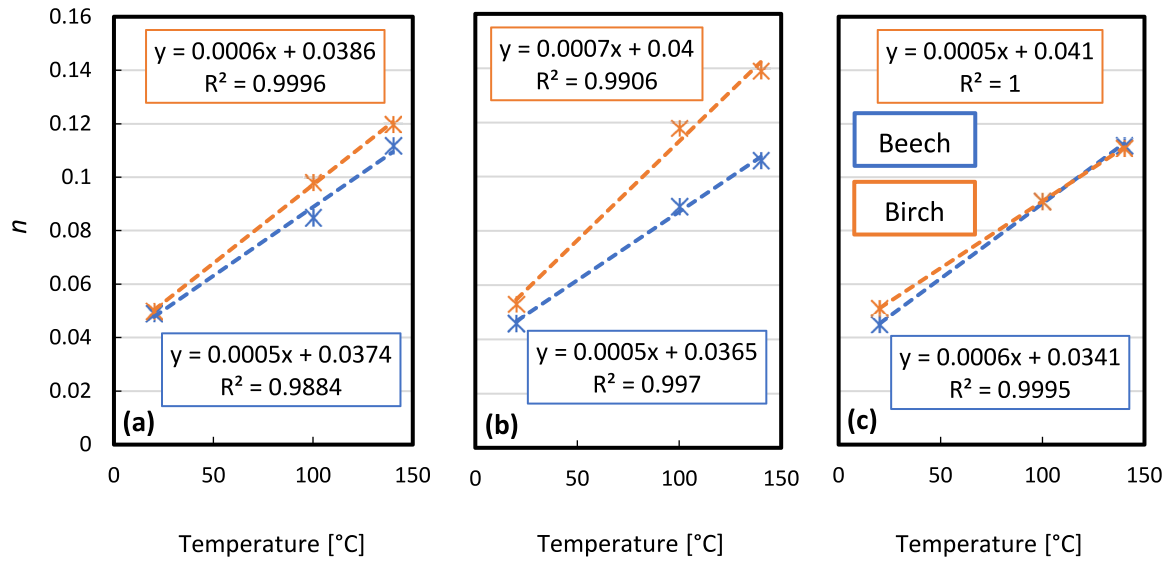 0.16
0.14
0.12
0.1
0.08
0.06
0.04
0.02
0
n
y = 0.0006x + 0.0386
R² = 0.9996
y = 0.0005x + 0.0374
R² = 0.9884
(a)
0 50 100 150
Temperature [°C]
y = 0.0007x + 0.04
R² = 0.9906
y = 0.0005x + 0.0365
R² = 0.997
(b)
0 50 100 150
Temperature [°C]
y = 0.0005x + 0.041
R² = 1
Beech
Birch
y = 0.0006x + 0.0341
R² = 0.9995
(c)
0 50 100 150
Temperature [°C]